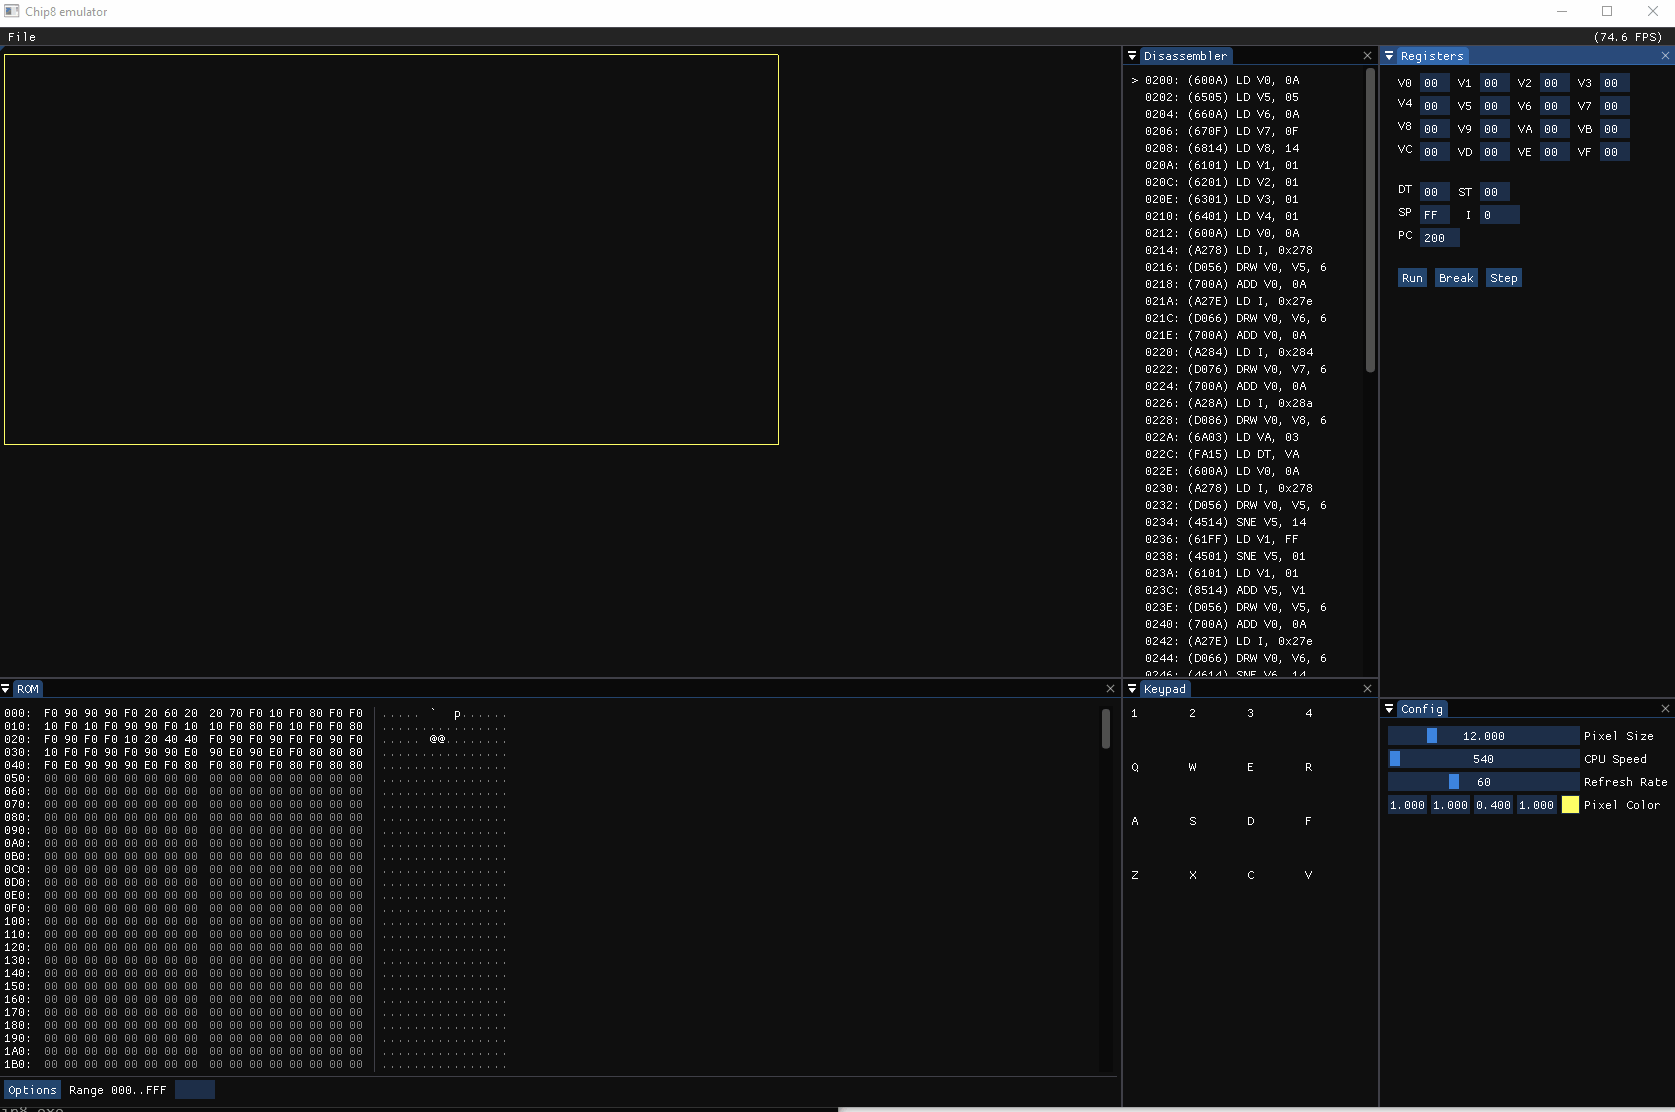 Chip8 emulator
File (74.6 FPS)
Disassembler
> 0200: (600A) LD V0, 0A
0202: (6505) LD V5, 05
0204: (660A) LD V6, 0A
0206: (670F) LD V7, 0F
0208: (6814) LD V8, 14
020A: (6101) LD V1, 01
020C: (6201) LD V2, 01
020E: (6301) LD V3, 01
0210: (6401) LD V4, 01
0212: (600A) LD V0, 0A
0214: (A278) LD I, 0x278
0216: (D056) DRW V0, V5, 6
0218: (700A) ADD V0, 0A
021A: (A27E) LD I, 0x27e
021C: (D066) DRW V0, V6, 6
021E: (700A) ADD V0, 0A
0220: (A284) LD I, 0x284
0222: (D076) DRW V0, V7, 6
0224: (700A) ADD V0, 0A
0226: (A28A) LD I, 0x28a
0228: (D086) DRW V0, V8, 6
022A: (6A03) LD VA, 03
022C: (FA15) LD DT, VA
022E: (600A) LD V0, 0A
0230: (A278) LD I, 0x278
0232: (D056) DRW V0, V5, 6
0234: (4514) SNE V5, 14
0236: (61FF) LD V1, FF
0238: (4501) SNE V5, 01
023A: (6101) LD V1, 01
023C: (8514) ADD V5, V1
023E: (D056) DRW V0, V5, 6
0240: (700A) ADD V0, 0A
0242: (A27E) LD I, 0x27e
0244: (D066) DRW V0, V6, 6
0246: (4614) SNE V6, 14
Registers
V0 00 V1 00 V2 00 V3 00
V4 00 V5 00 V6 00 V7 00
V8 00 V9 00 VA 00 VB 00
VC 00 VD 00 VE 00 VF 00
DT 00 ST 00
SP FF I 0
PC 200
Run Break Step
ROM
000: F0 90 90 90 F0 20 60 20 20 70 F0 10 F0 80 F0 F0 ..... ` p......
010: 10 F0 10 F0 90 90 F0 10 10 F0 80 F0 10 F0 F0 80 ................
020: F0 90 F0 F0 10 20 40 40 F0 90 F0 90 F0 F0 90 F0 ..... @@........
030: 10 F0 F0 90 F0 90 90 E0 90 E0 90 E0 F0 80 80 80 ................
040: F0 E0 90 90 90 E0 F0 80 F0 80 F0 80 F0 80 80 80 ................
050: 00 00 00 00 00 00 00 00 00 00 00 00 00 00 00 00 ................
060: 00 00 00 00 00 00 00 00 00 00 00 00 00 00 00 00 ................
070: 00 00 00 00 00 00 00 00 00 00 00 00 00 00 00 00 ................
080: 00 00 00 00 00 00 00 00 00 00 00 00 00 00 00 00 ................
090: 00 00 00 00 00 00 00 00 00 00 00 00 00 00 00 00 ................
0A0: 00 00 00 00 00 00 00 00 00 00 00 00 00 00 00 00 ................
0B0: 00 00 00 00 00 00 00 00 00 00 00 00 00 00 00 00 ................
0C0: 00 00 00 00 00 00 00 00 00 00 00 00 00 00 00 00 ................
0D0: 00 00 00 00 00 00 00 00 00 00 00 00 00 00 00 00 ................
0E0: 00 00 00 00 00 00 00 00 00 00 00 00 00 00 00 00 ................
0F0: 00 00 00 00 00 00 00 00 00 00 00 00 00 00 00 00 ................
100: 00 00 00 00 00 00 00 00 00 00 00 00 00 00 00 00 ................
110: 00 00 00 00 00 00 00 00 00 00 00 00 00 00 00 00 ................
120: 00 00 00 00 00 00 00 00 00 00 00 00 00 00 00 00 ................
130: 00 00 00 00 00 00 00 00 00 00 00 00 00 00 00 00 ................
140: 00 00 00 00 00 00 00 00 00 00 00 00 00 00 00 00 ................
150: 00 00 00 00 00 00 00 00 00 00 00 00 00 00 00 00 ................
160: 00 00 00 00 00 00 00 00 00 00 00 00 00 00 00 00 ................
170: 00 00 00 00 00 00 00 00 00 00 00 00 00 00 00 00 ................
180: 00 00 00 00 00 00 00 00 00 00 00 00 00 00 00 00 ................
190: 00 00 00 00 00 00 00 00 00 00 00 00 00 00 00 00 ................
1A0: 00 00 00 00 00 00 00 00 00 00 00 00 00 00 00 00 ................
1B0: 00 00 00 00 00 00 00 00 00 00 00 00 00 00 00 00 ................
Options Range 000..FFF
Keypad
1 2 3 4
Q W E R
A S D F
Z X C V
Config
12.000 Pixel Size
540 CPU Speed
60 Refresh Rate
1.000 1.000 0.400 1.000 Pixel Color